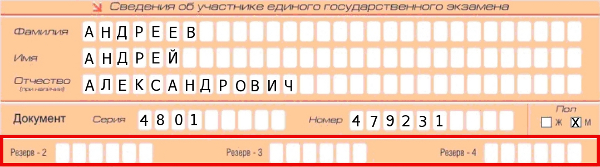 Сведения об участнике единого государственного экзамена
Фамилия АНДРЕЕВ
Имя АНДРЕЙ
Отчество (при наличии) АЛЕКСАНДРОВИЧ
Пол
Документ Серия 4801 Номер 479231 Ж X М
Резерв - 2 Резерв - 3 Резерв - 4